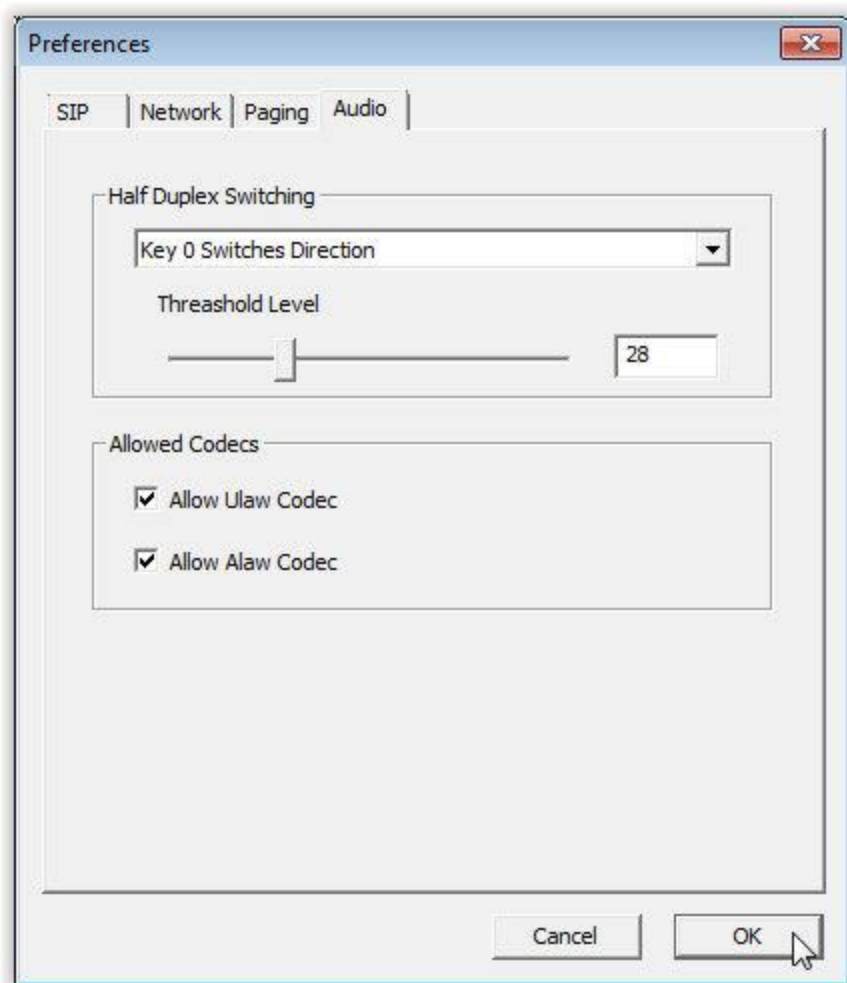 Preferences
SIP Network Paging Audio
Half Duplex Switching
Key 0 Switches Direction
Threashold Level
28
Allowed Codecs
Allow Ulaw Codec
Allow Alaw Codec
Cancel OK